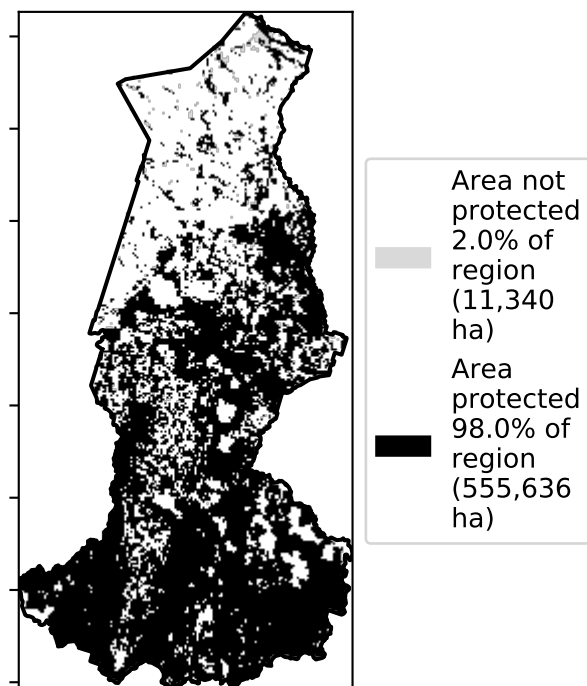 Area not
protected
2.0% of
region
(11,340
ha)
Area
protected
98.0% of
region
(555,636
ha)